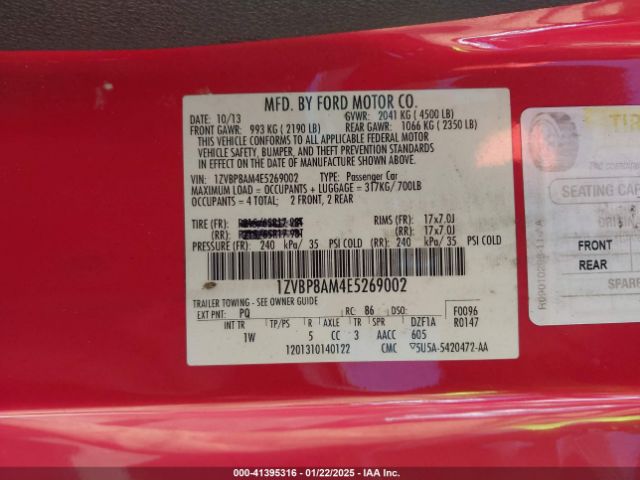 MFD. BY FORD MOTOR CO.
DATE: 10/13 GVWR: 2041 KG ( 4500 LB)
FRONT GAWR: 993 KG ( 2190 LB) REAR GAWR: 1066 KG ( 2350 LB)
THIS VEHICLE CONFORMS TO ALL APPLICABLE FEDERAL MOTOR
VEHICLE SAFETY, BUMPER, AND THEFT PREVENTION STANDARDS
IN EFFECT ON THE DATE OF MANUFACTURE SHOWN ABOVE.
VIN: 1ZVBP8AM4E5269002 TYPE: Passenger Car
MAXIMUM LOAD = OCCUPANTS + LUGGAGE = 317KG/700LB
OCCUPANTS = 4 TOTAL; 2 FRONT, 2 REAR
TIRE (FR): RIMS (FR): 17x7.0J
(RR): (RR): 17x7.0J
PRESSURE (FR): 240 kPa/ 35 PSI COLD (RR): 240 kPa/ 35 PSI COLD
1ZVBP8AM4E5269002
TRAILER TOWING - SEE OWNER GUIDE
EXT PNT: PQ RC: B6 DSO: F0096
INT TR TP/PS R AXLE TR SPR DZF1A R0147
1W 5 CC 3 AACC 605
1201310140122 CMC 5U5A-5420472-AA
TIR
The combined
SEATING CAP
ORI
FRONT
REAR
SPARE
000-41395316 - 01/22/2025 - IAA Inc.